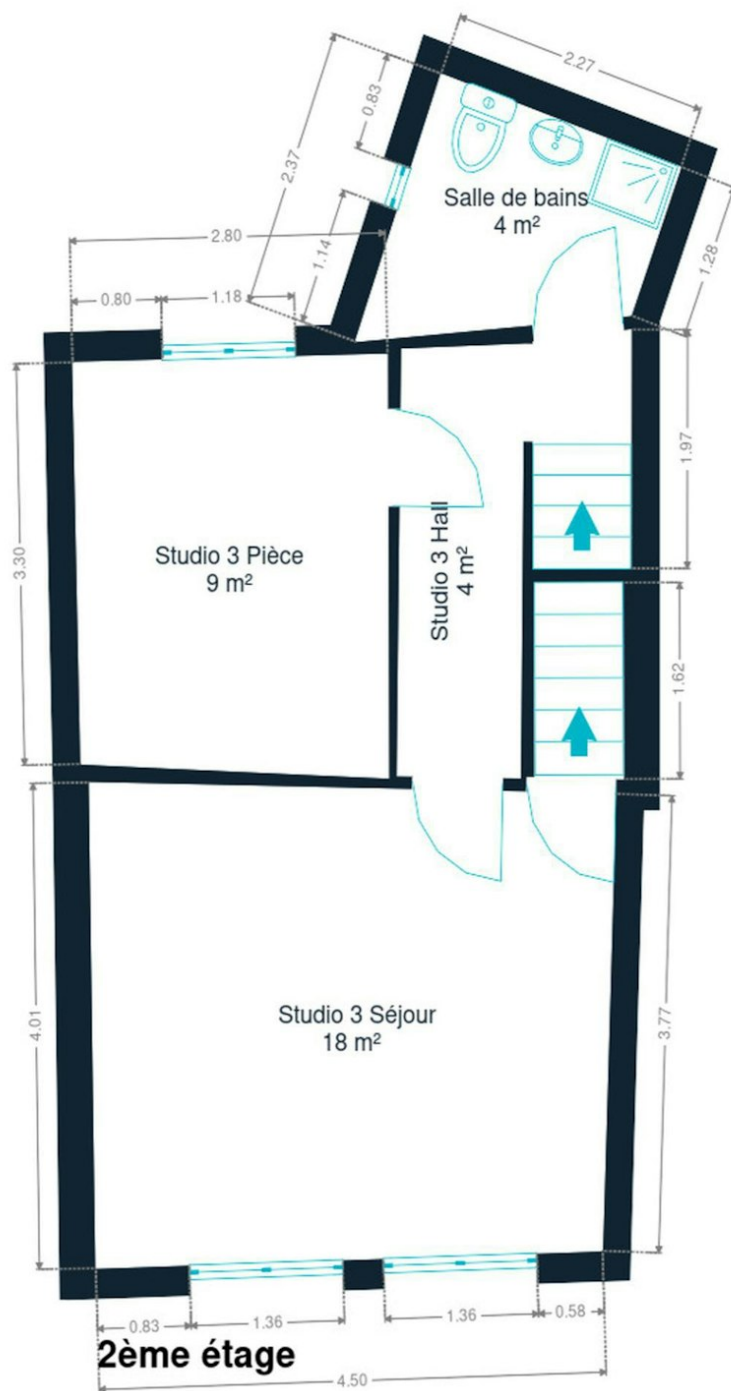 2.27
0.83
2.37
Salle de bains
4 m²
1.28
1.14
2.80
0.80
1.18
1.97
3.30
Studio 3 Pièce
9 m²
Studio 3 Hall
4 m²
1.62
4.01
Studio 3 Séjour
18 m²
3.77
0.83
1.36
1.36
0.58
2ème étage
4.50